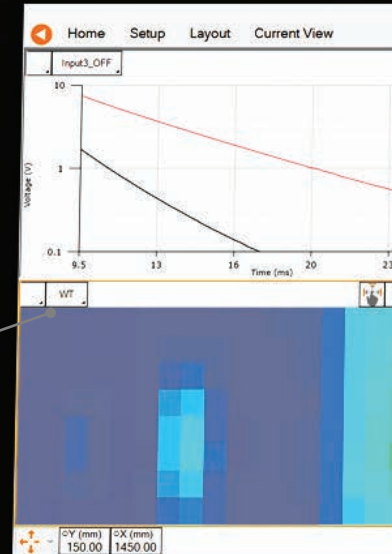 Home Setup Layout Current View
Input3_OFF
10
1
0.1
Voltage (V)
9.5 13 16 20 23
Time (ms)
WT
Y (mm) X (mm)
150.00 1450.00